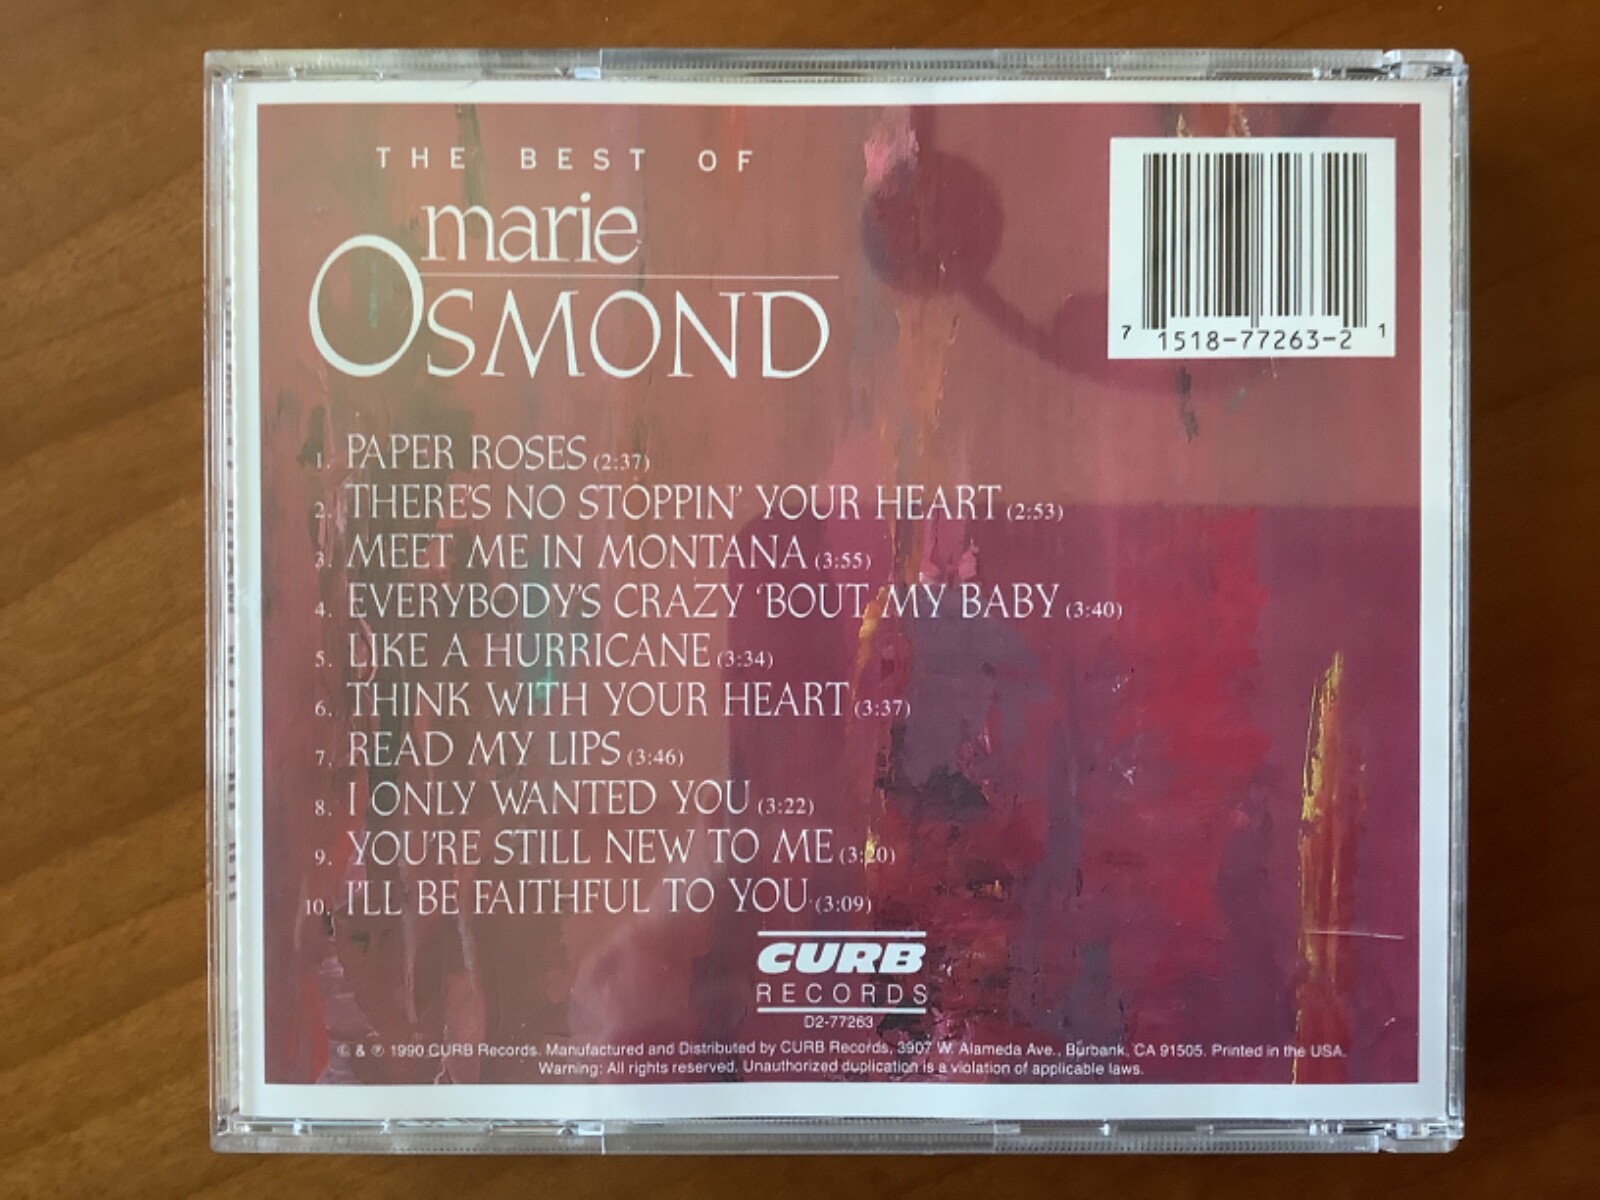 THE BEST OF
marie
OSMOND
7 1518-77263-2 1
1. PAPER ROSES (2:37)
2. THERE'S NO STOPPIN' YOUR HEART (2:53)
3. MEET ME IN MONTANA (3:55)
4. EVERYBODY'S CRAZY 'BOUT MY BABY (3:40)
5. LIKE A HURRICANE (3:34)
6. THINK WITH YOUR HEART (3:37)
7. READ MY LIPS (3:46)
8. I ONLY WANTED YOU (3:22)
9. YOU'RE STILL NEW TO ME (3:20)
10. I'LL BE FAITHFUL TO YOU (3:09)
CURB
RECORDS
D2-77263
© & ℗ 1990 CURB Records. Manufactured and Distributed by CURB Records, 3907 W. Alameda Ave., Burbank, CA 91505. Printed in the USA.
Warning: All rights reserved. Unauthorized duplication is a violation of applicable laws.